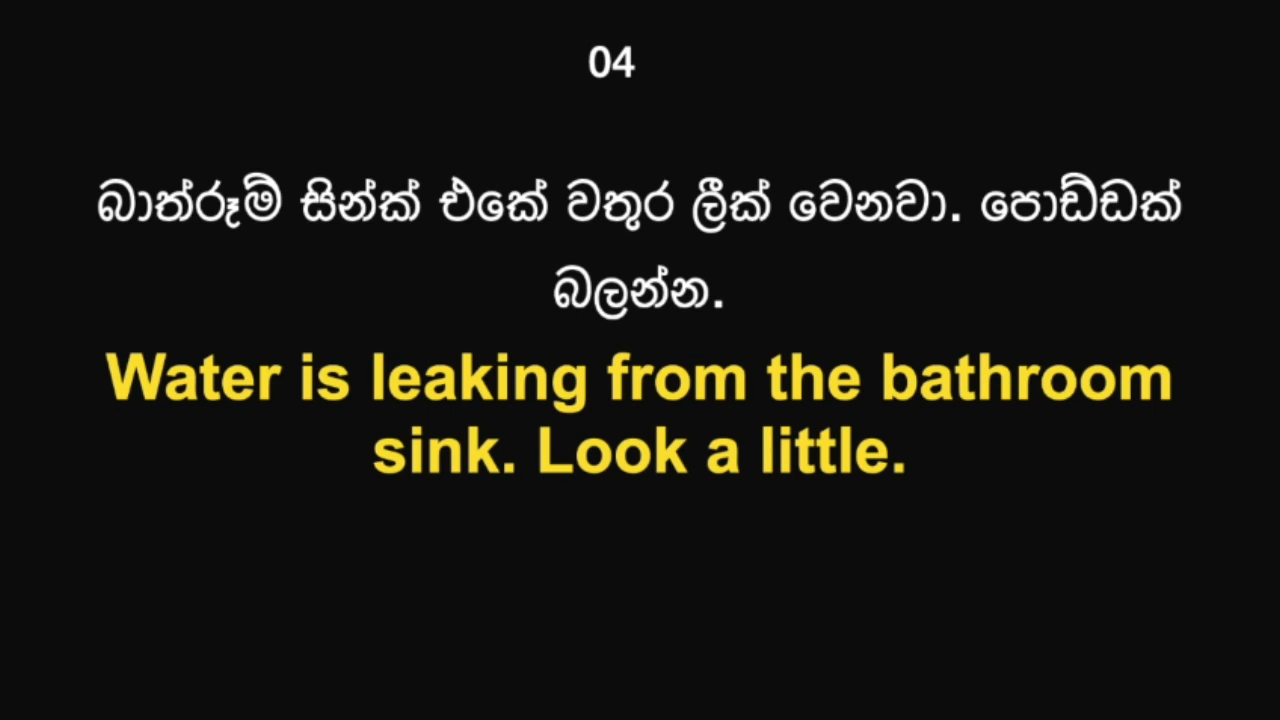 04
බාත්රූම් සින්ක් එකේ වතුර ලීක් වෙනවා. පොඩ්ඩක්
බලන්න.
Water is leaking from the bathroom
sink. Look a little.